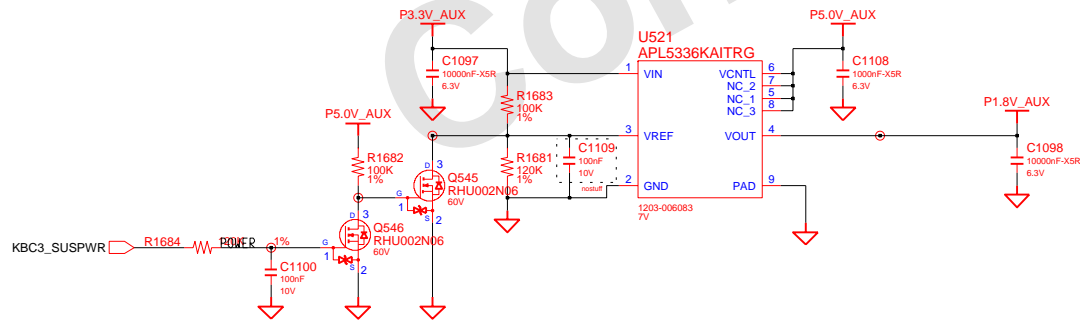 P3.3V_AUX
P5.0V_AUX
U521
APL5336KAITRG
C1097
10000nF-X5R
6.3V
1 VIN
VCNTL 6
NC_2 7
NC_1 5
NC_3 8
C1108
10000nF-X5R
6.3V
R1683
100K
1%
P1.8V_AUX
P5.0V_AUX
3 VREF
VOUT 4
R1682
100K
1%
R1681
120K
1%
C1109
100nF
10V
nostuff
C1098
10000nF-X5R
6.3V
D 3
Q545
RHU002N06
60V
G
1
S
2
2 GND
PAD 9
1203-006083
7V
D 3
Q546
RHU002N06
60V
G
1
S
2
KBC3_SUSPWR
R1684
POWER
1%
C1100
100nF
10V
Con